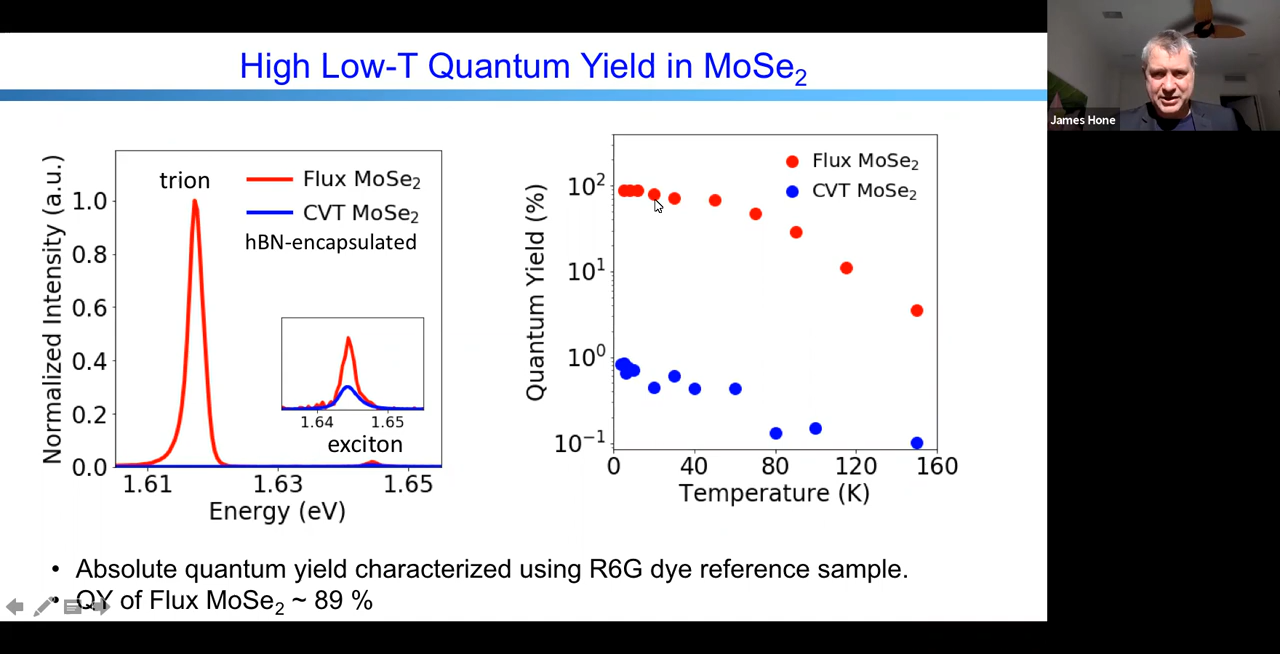 High Low-T Quantum Yield in MoSe₂
James Hone
trion
Flux MoSe₂
CVT MoSe₂
hBN-encapsulated
Normalized Intensity (a.u.)
1.0
0.8
0.6
0.4
0.2
0.0
1.64 1.65
exciton
1.61 1.63 1.65
Energy (eV)
Flux MoSe₂
CVT MoSe₂
Quantum Yield (%)
10²
10¹
10⁰
10⁻¹
0 40 80 120 160
Temperature (K)
• Absolute quantum yield characterized using R6G dye reference sample.
• QY of Flux MoSe₂ ~ 89 %